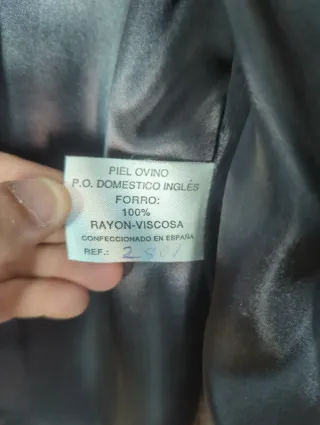 PIEL OVINO
P.O. DOMESTICO INGLÉS
FORRO:
100%
RAYON-VISCOSA
CONFECCIONADO EN ESPAÑA
REF.: